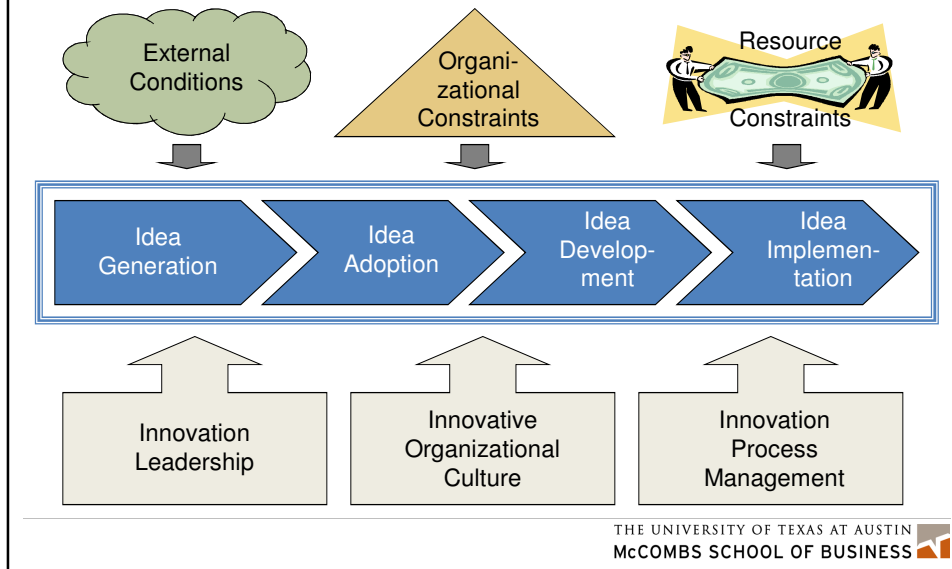 External
Conditions
Organi-
zational
Constraints
Resource
Constraints
Idea
Generation
Idea
Adoption
Idea
Develop-
ment
Idea
Implemen-
tation
Innovation
Leadership
Innovative
Organizational
Culture
Innovation
Process
Management
THE UNIVERSITY OF TEXAS AT AUSTIN
McCOMBS SCHOOL OF BUSINESS